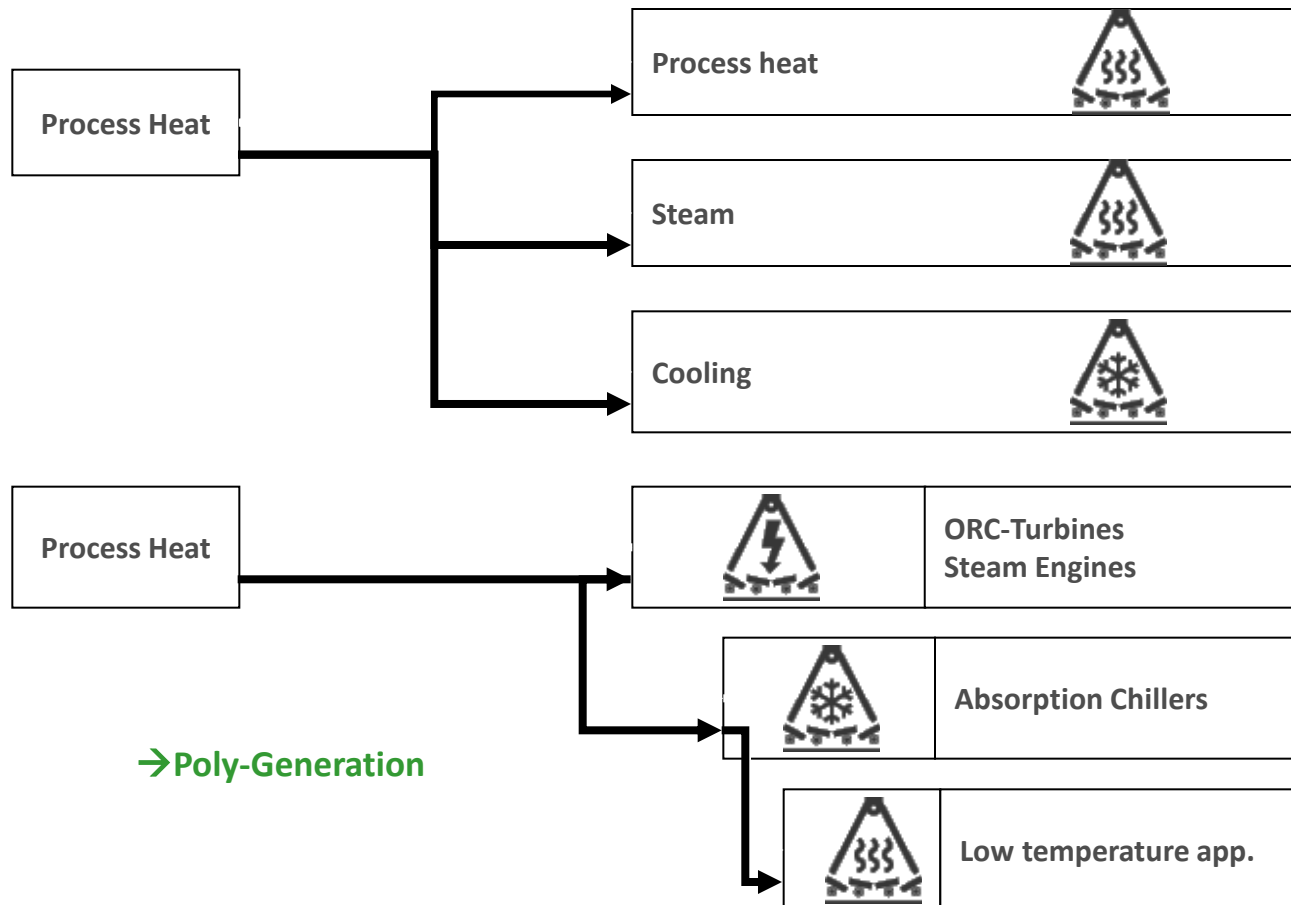 Process Heat
Process heat
Steam
Cooling
Process Heat
ORC-Turbines
Steam Engines
Absorption Chillers
→Poly-Generation
Low temperature app.